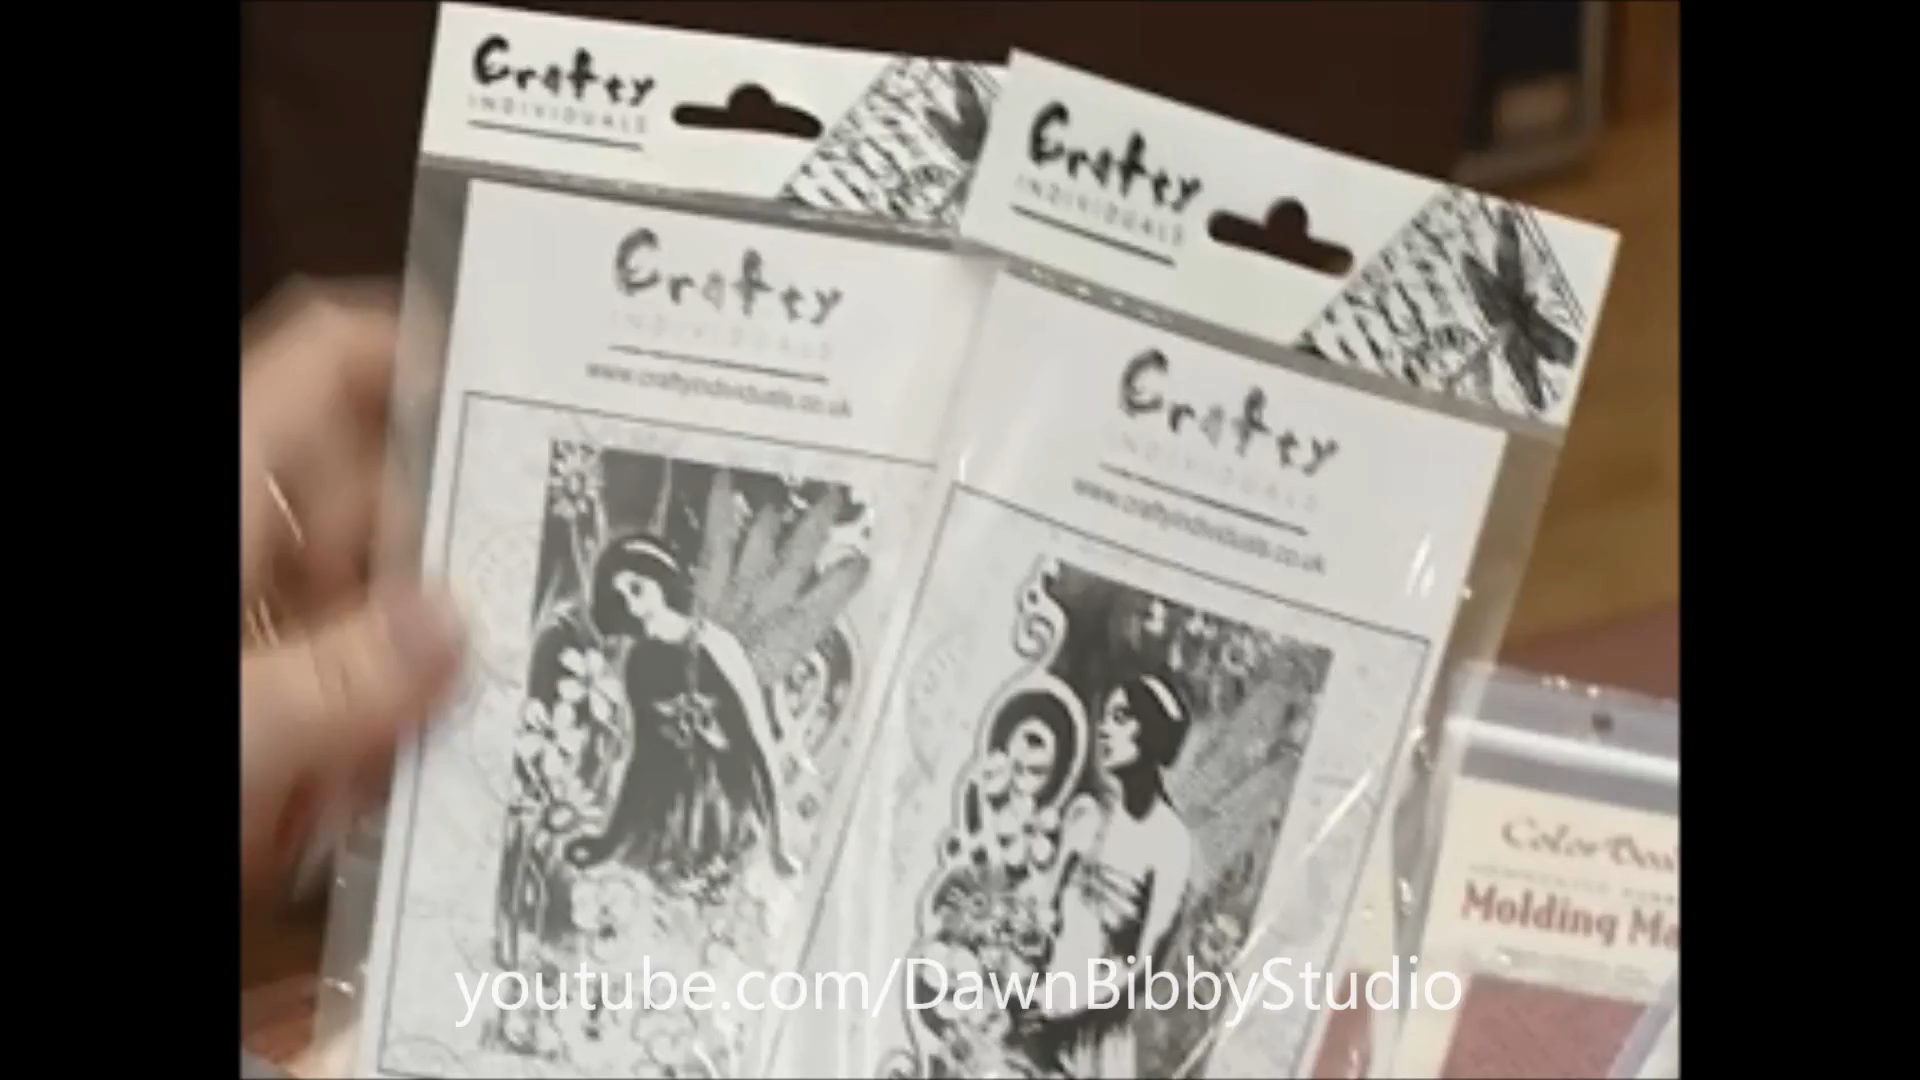 Crafty
INDIVIDUALS
Crafty
INDIVIDUALS
www.craftyindividuals.co.uk
Crafty
INDIVIDUALS
Crafty
INDIVIDUALS
www.craftyindividuals.co.uk
ColorBox
Molding
youtube.com/DawnBibbyStudio